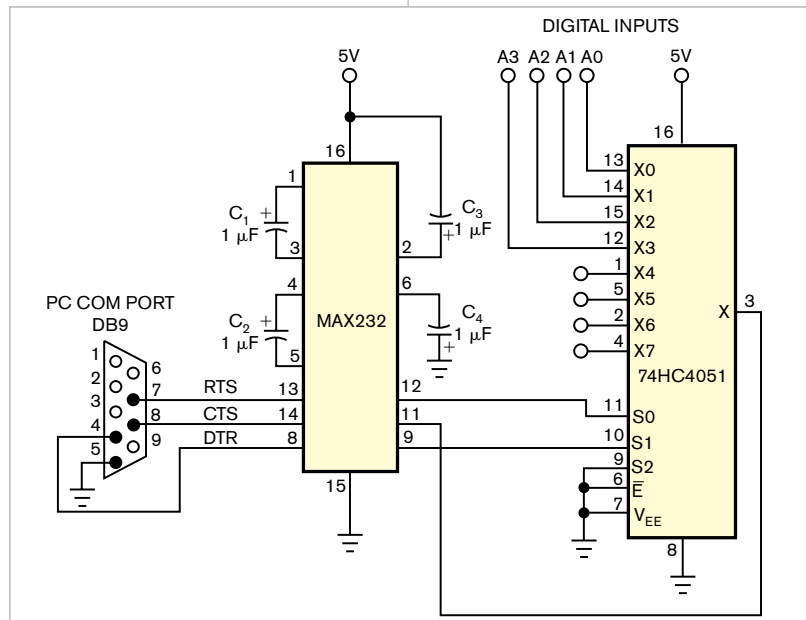 DIGITAL INPUTS
A3 A2 A1 A0
5V
5V
16
16
1
C1 +
1 µF
3
C3
+ 1 µF
2
4
C2 +
1 µF
5
6
C4
1 µF
+
MAX232
13 X0
14 X1
15 X2
12 X3
1 X4
5 X5
2 X6
4 X7
X 3
74HC4051
PC COM PORT
DB9
1
2
3
4
5
6
7
8
9
RTS 13
CTS 14
DTR 8
12
11
9
11 S0
10 S1
9 S2
6 E̅
7 VEE
15
8